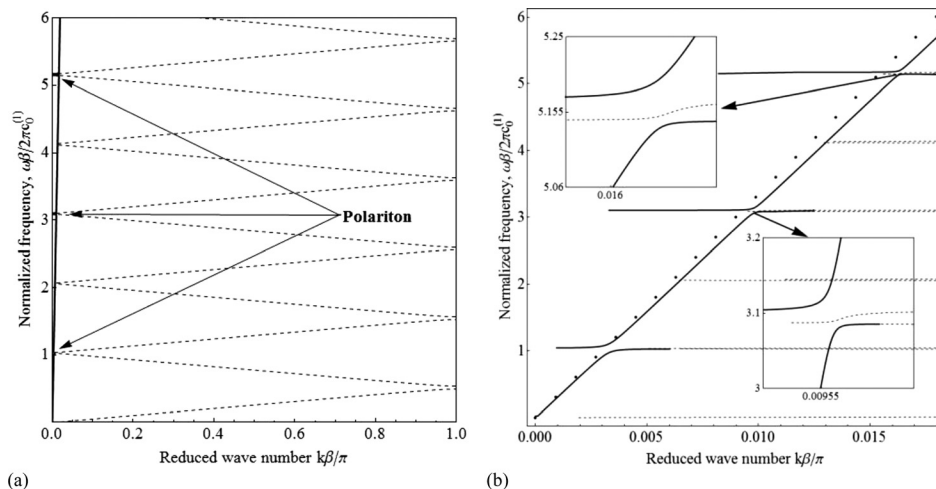 6
5
4
3
2
1
0.0 0.2 0.4 0.6 0.8 1.0
Normalized frequency, ωβ/2πc₀⁽¹⁾
Reduced wave number kβ/π
Polariton
(a)
6
5
4
3
2
1
0
0.000 0.005 0.010 0.015
Normalized frequency, ωβ/2πc₀⁽¹⁾
Reduced wave number kβ/π
5.25
5.155
5.06
0.016
3.2
3.1
3
0.00955
(b)